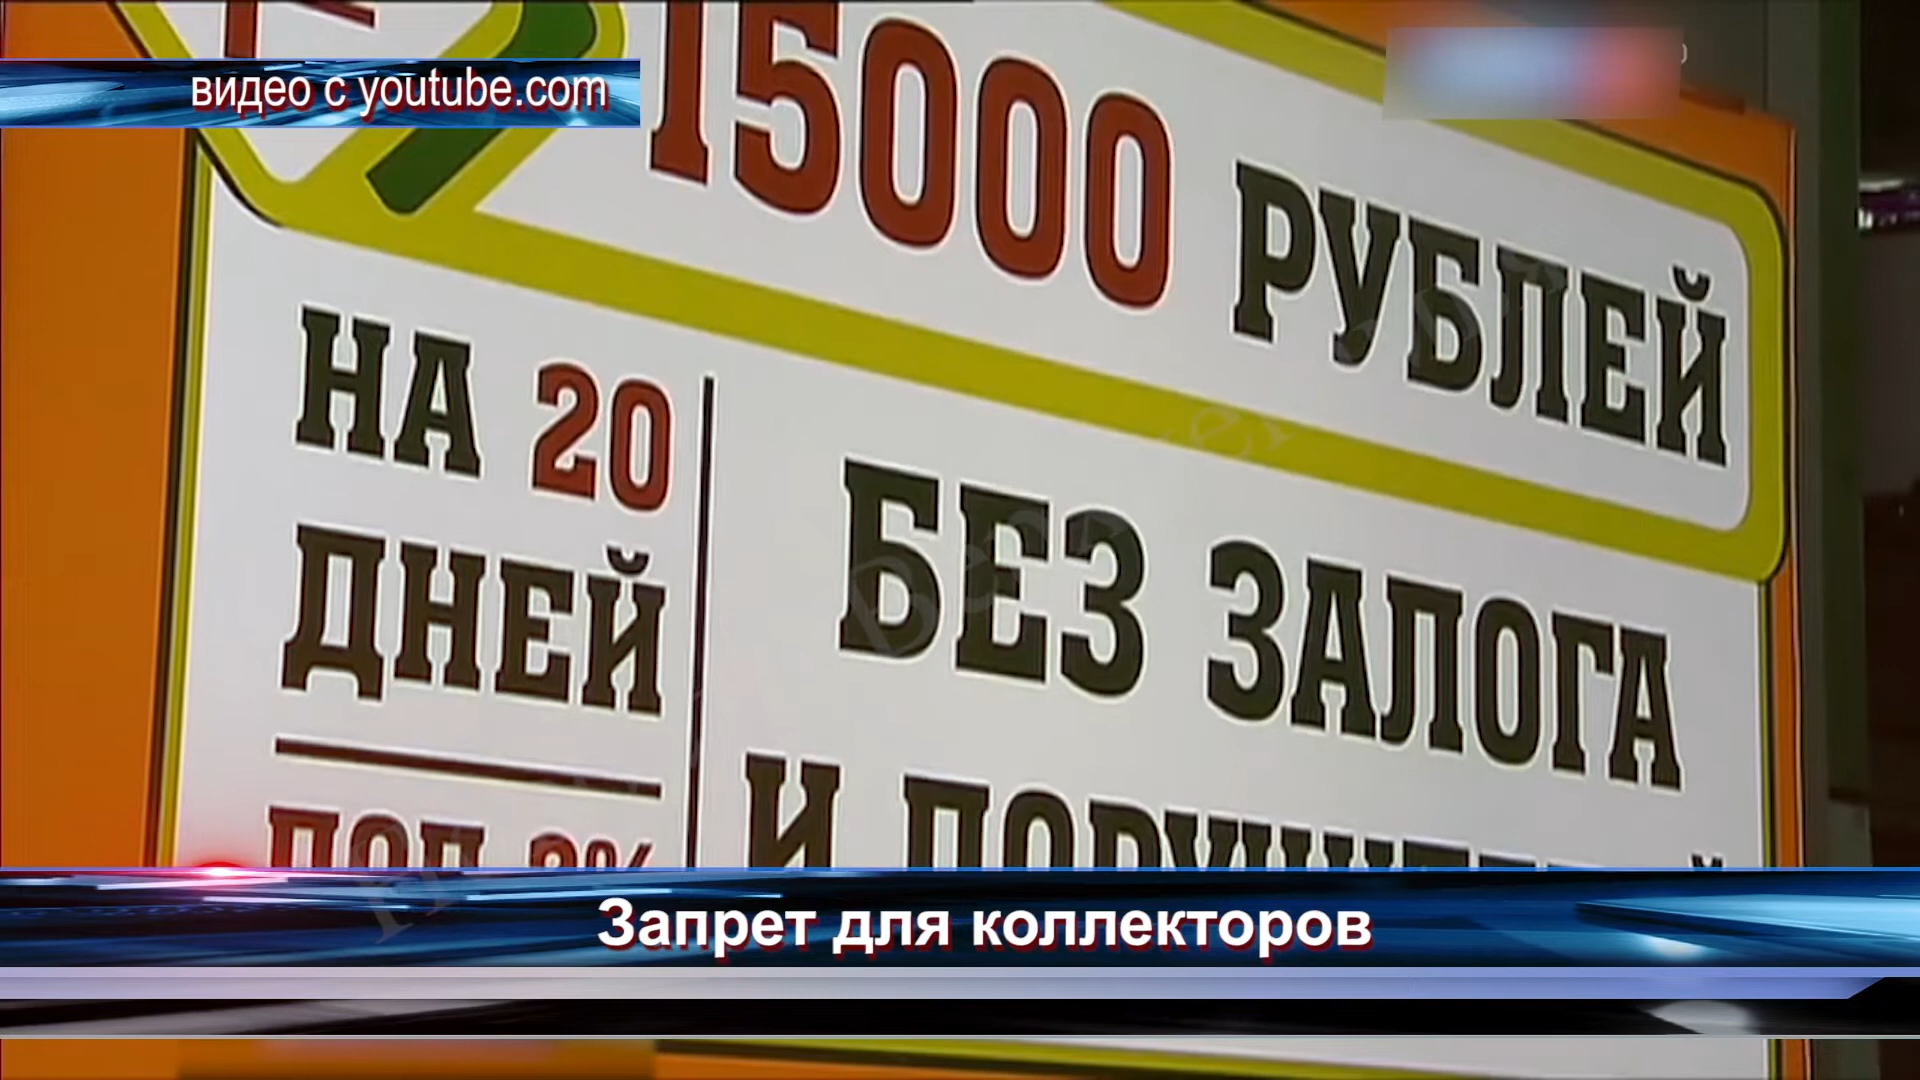 видео с youtube.com
15000 РУБЛЕЙ
НА 20
ДНЕЙ
БЕЗ ЗАЛОГА
И
Запрет для коллекторов